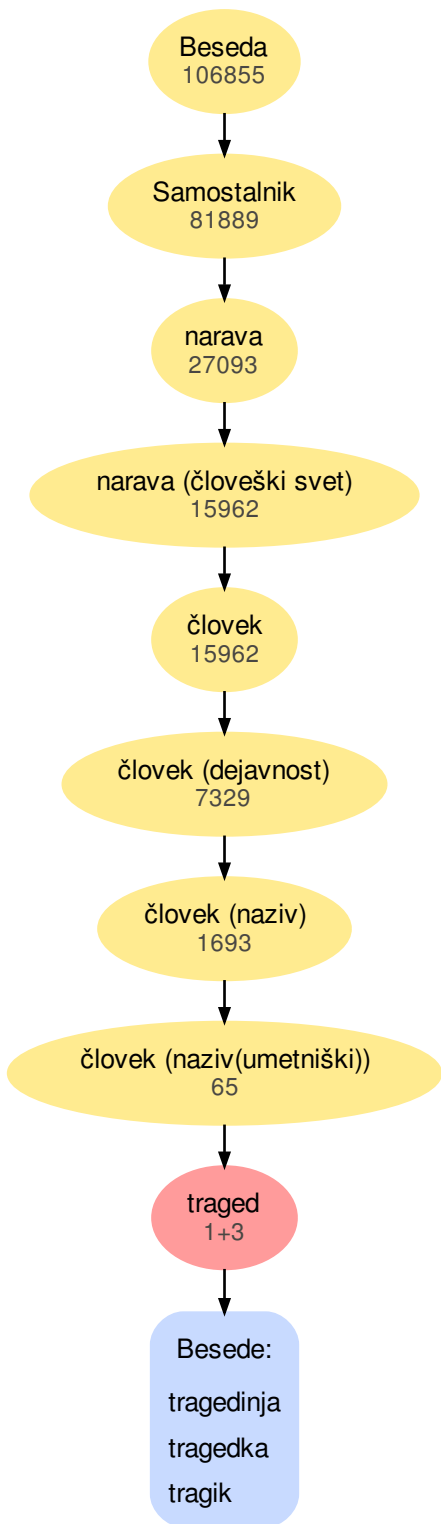 Beseda
106855
Samostalnik
81889
narava
27093
narava (človeški svet)
15962
človek
15962
človek (dejavnost)
7329
človek (naziv)
1693
človek (naziv(umetniški))
65
traged
1+3
Besede:
tragedinja
tragedka
tragik